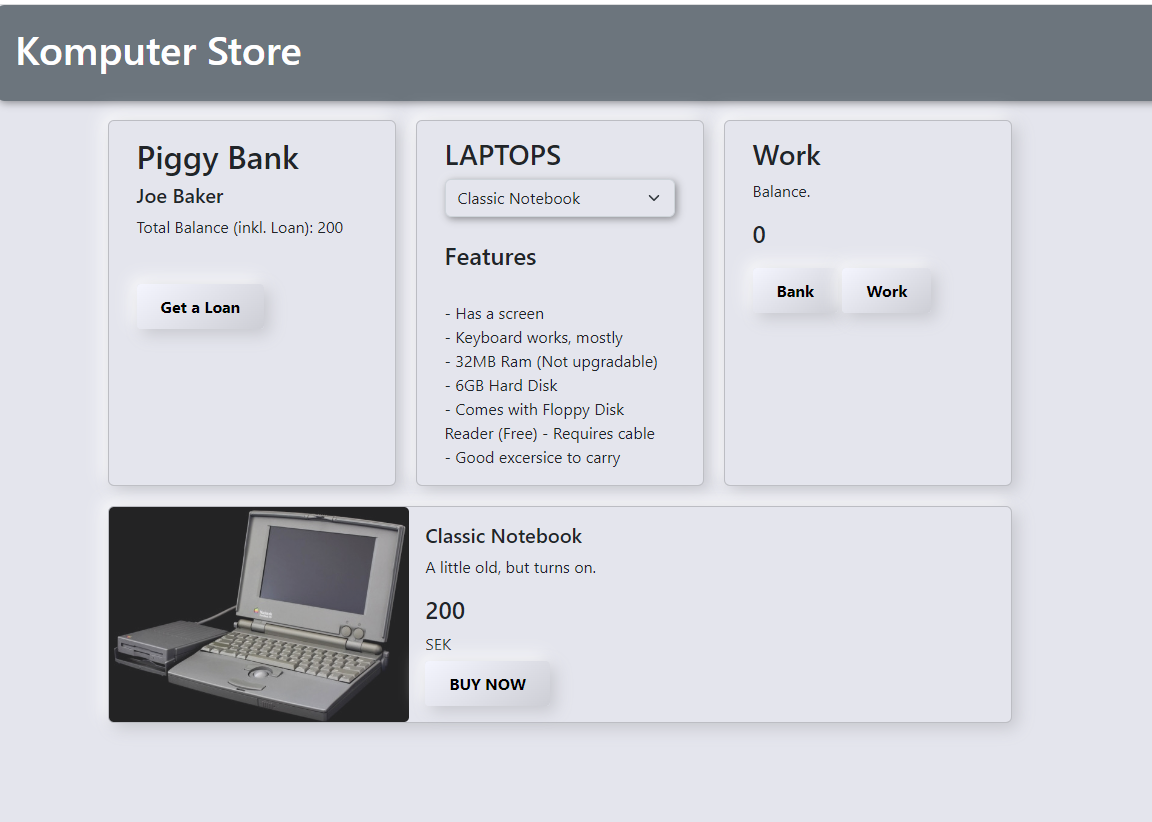 Komputer Store
Piggy Bank
Joe Baker
Total Balance (inkl. Loan): 200
Get a Loan
LAPTOPS
Classic Notebook
Features
- Has a screen
- Keyboard works, mostly
- 32MB Ram (Not upgradable)
- 6GB Hard Disk
- Comes with Floppy Disk
Reader (Free) - Requires cable
- Good excersice to carry
Work
Balance.
0
Bank
Work
Classic Notebook
A little old, but turns on.
200
SEK
BUY NOW